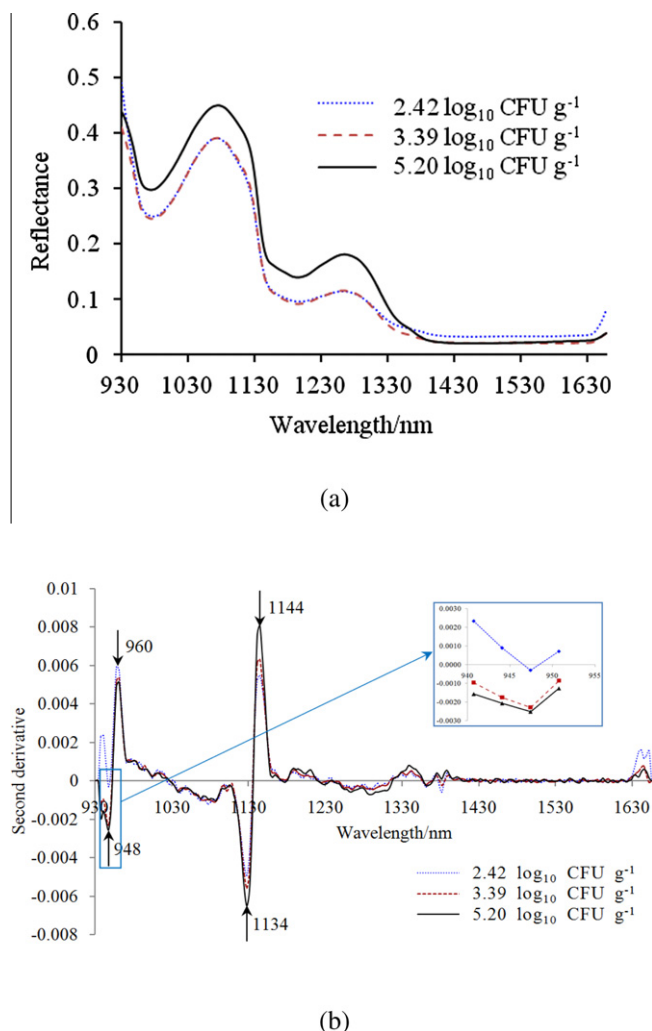 0.6
0.5
0.4
0.3
0.2
0.1
0
Reflectance
2.42 log₁₀ CFU g⁻¹
3.39 log₁₀ CFU g⁻¹
5.20 log₁₀ CFU g⁻¹
930 1030 1130 1230 1330 1430 1530 1630
Wavelength/nm
(a)
0.01
0.008
0.006
0.004
0.002
0
-0.002
-0.004
-0.006
-0.008
Second derivative
960
1144
948
1134
0.0030
0.0020
0.0010
0.0000
-0.0010
-0.0020
-0.0030
940 945 950 955
930 1030 1130 1230 1330 1430 1530 1630
Wavelength/nm
2.42 log₁₀ CFU g⁻¹
3.39 log₁₀ CFU g⁻¹
5.20 log₁₀ CFU g⁻¹
(b)